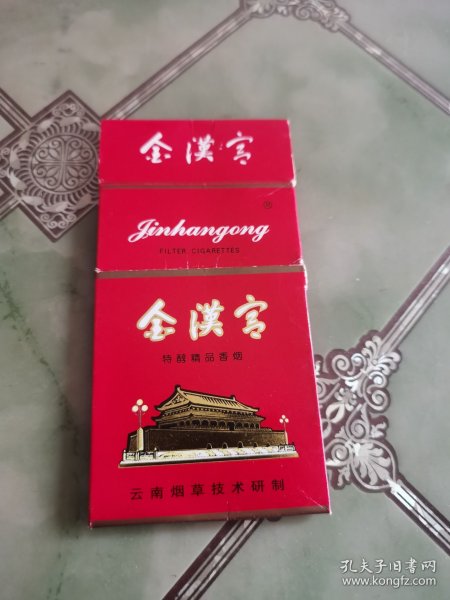 金漢宫
Jinhangong®
FILTER CIGARETTES
金漢宫
特醇精品香烟
云南烟草技术研制
孔夫子旧书网
www.kongfz.com